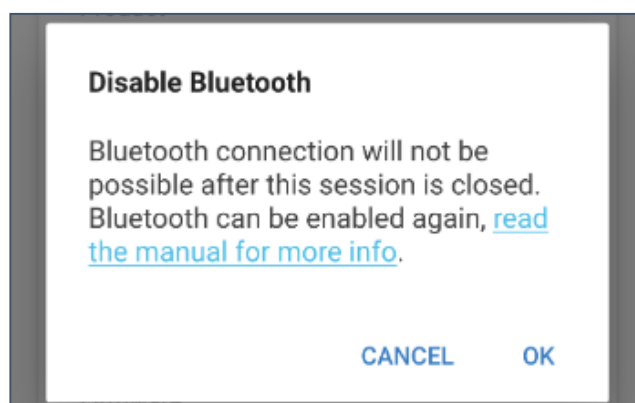 Disable Bluetooth
Bluetooth connection will not be
possible after this session is closed.
Bluetooth can be enabled again, read
the manual for more info.
CANCEL OK